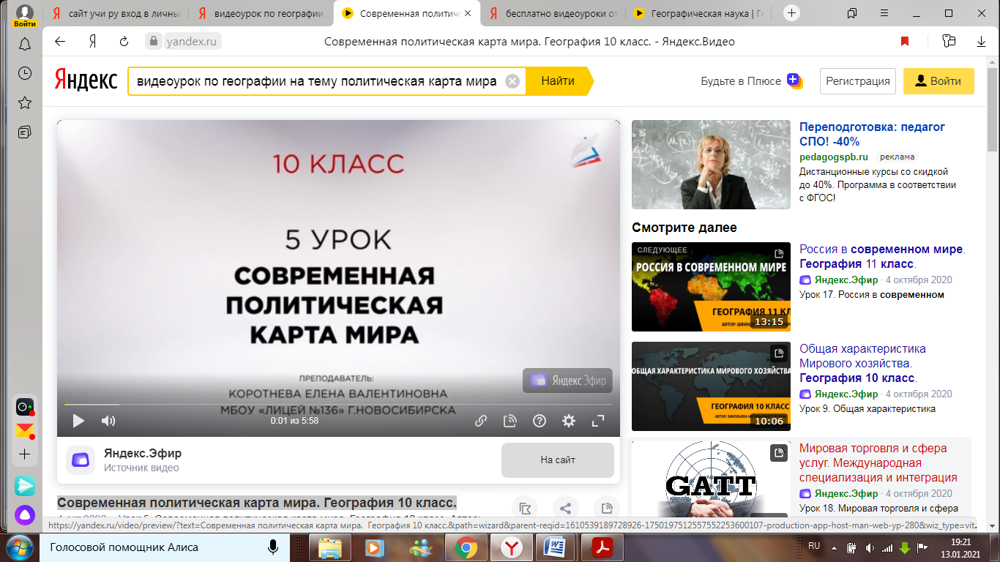 Войти
сайт учи ру вход в личны
видеоурок по географии
Современная политич
бесплатно видеоуроки от
Географическая наука | Ге
yandex.ru
Современная политическая карта мира. География 10 класс. - Яндекс.Видео
Яндекс
видеоурок по географии на тему политическая карта мира
Найти
Будьте в Плюсе
Регистрация
Войти
10 КЛАСС
5 УРОК
СОВРЕМЕННАЯ
ПОЛИТИЧЕСКАЯ
КАРТА МИРА
ПРЕПОДАВАТЕЛЬ:
КОРОТНЕВА ЕЛЕНА ВАЛЕНТИНОВНА
МБОУ «ЛИЦЕЙ №136» Г.НОВОСИБИРСКА
Яндекс Эфир
0:01 из 5:58
Яндекс.Эфир
Источник видео
На сайт
Современная политическая карта мира. География 10 класс.
Переподготовка: педагог
СПО! -40%
pedagogspb.ru реклама
Дистанционные курсы со скидкой
до 40%. Программа в соответствии
с ФГОС!
Смотрите далее
СЛЕДУЮЩЕЕ
РОССИЯ В СОВРЕМЕННОМ МИРЕ
ГЕОГРАФИЯ 11 КЛ
13:15
Россия в современном мире.
География 11 класс.
Яндекс.Эфир · 4 октября 2020
Урок 17. Россия в современном
ОБЩАЯ ХАРАКТЕРИСТИКА МИРОВОГО ХОЗЯЙСТВА
ГЕОГРАФИЯ 10 КЛАСС
10:06
Общая характеристика
Мирового хозяйства.
География 10 класс.
Яндекс.Эфир · 4 октября 2020
Урок 9. Общая характеристика
GATT
Мировая торговля и сфера
услуг. Международная
специализация и интеграция
Яндекс.Эфир · 4 октября 2020
Урок 18. Мировая торговля и сфера
https://yandex.ru/video/preview/?text=Современная политическая карта мира. География 10 класс.&path=wizard&parent-reqid=1610539189728926-1750197512557552253600107-production-app-host-man-web-yp-280&wiz_type=vit.
Голосовой помощник Алиса
RU
19:21
13.01.2021